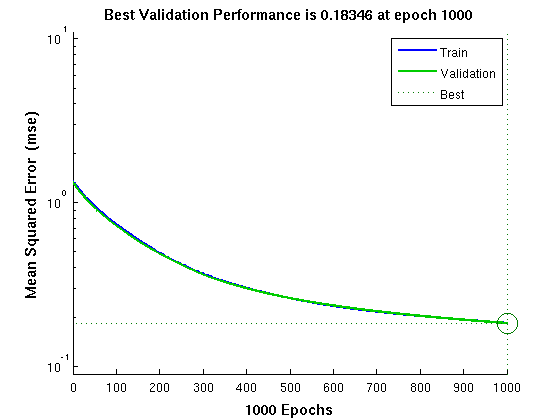 Best Validation Performance is 0.18346 at epoch 1000
Mean Squared Error (mse)
10^1
10^0
10^-1
Train
Validation
Best
0 100 200 300 400 500 600 700 800 900 1000
1000 Epochs